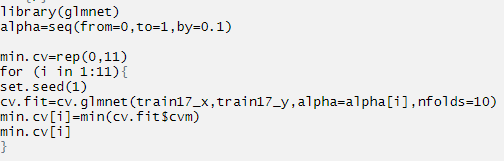 library(glmnet)
alpha=seq(from=0,to=1,by=0.1)
min.cv=rep(0,11)
for (i in 1:11){
set.seed(1)
cv.fit=cv.glmnet(train17_x,train17_y,alpha=alpha[i],nfolds=10)
min.cv[i]=min(cv.fit$cvm)
min.cv[i]
}